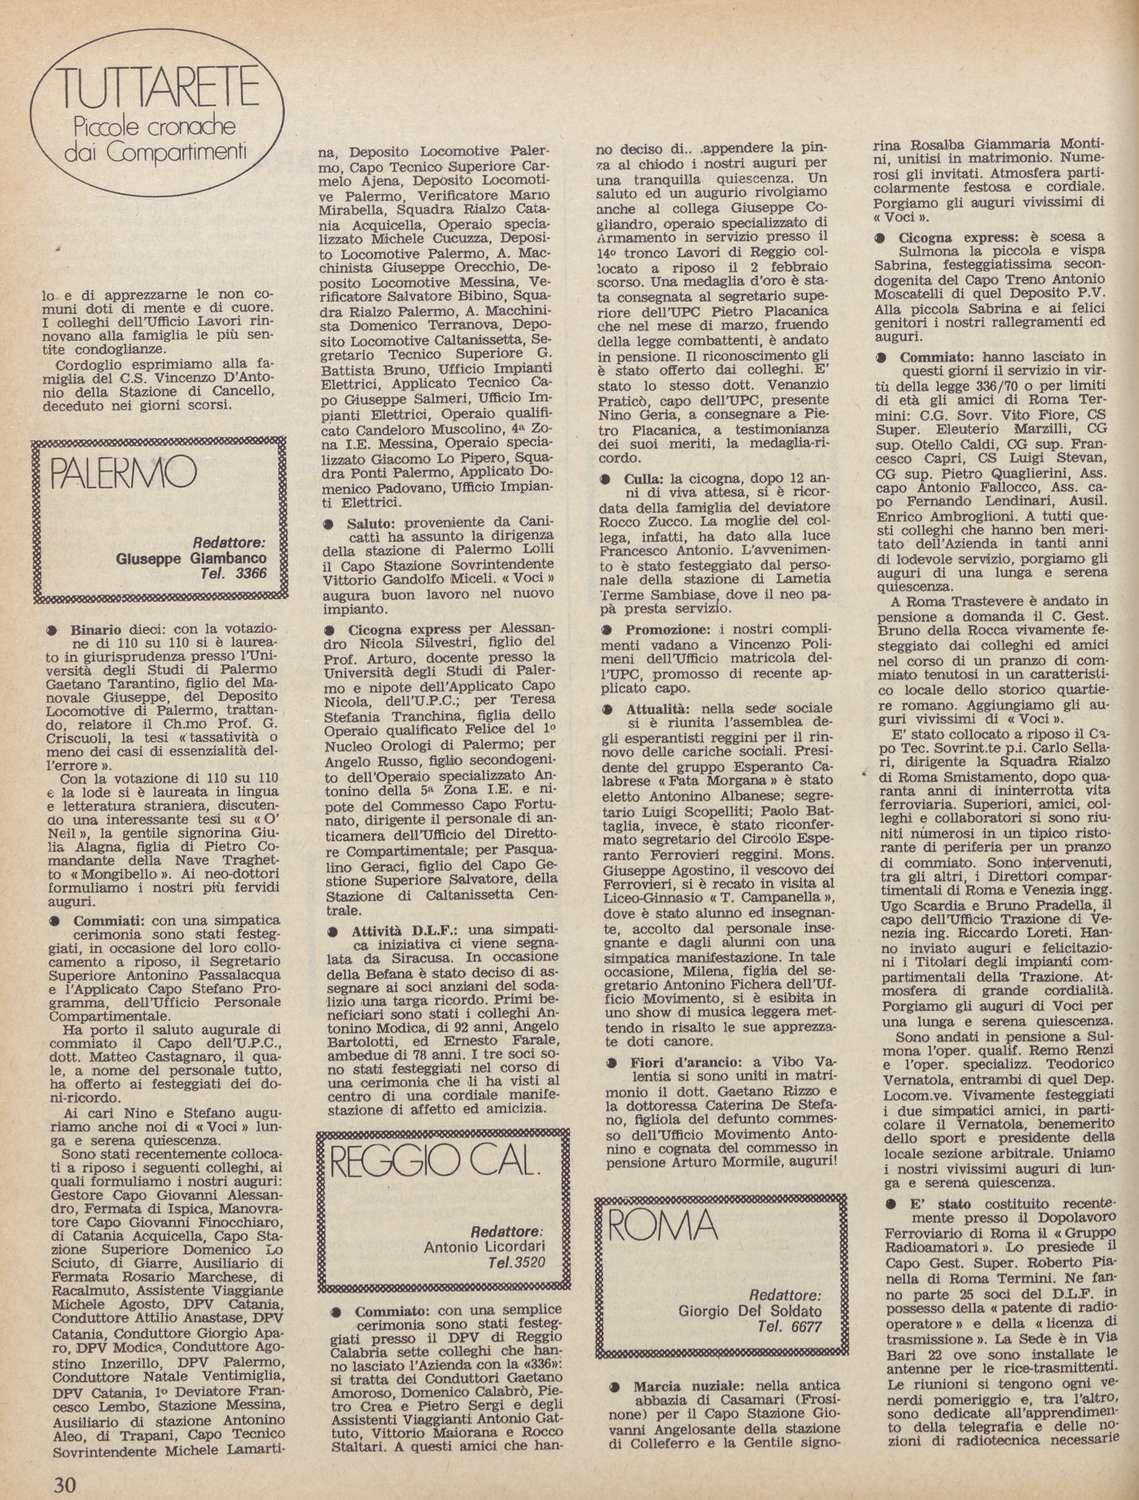 TUTTARETE
Piccole cronache
dai Compartimenti
lo e di apprezzarne le non co-
muni doti di mente e di cuore.
I colleghi dell'Ufficio Lavori rin-
novano alla famiglia le più sen-
tite condoglianze.
Cordoglio esprimiamo alla fa-
miglia del C.S. Vincenzo D'Anto-
nio della Stazione di Cancello,
deceduto nei giorni scorsi.
PALERMO
Redattore:
Giuseppe Giambanco
Tel. 3366
● Binario dieci: con la votazio-
ne di 110 su 110 si è laurea-
to in giurisprudenza presso l'Uni-
versità degli Studi di Palermo
Gaetano Tarantino, figlio del Ma-
novale Giuseppe, del Deposito
Locomotive di Palermo, trattan-
do, relatore il Ch.mo Prof. G.
Criscuoli, la tesi «tassatività o
meno dei casi di essenzialità del-
l'errore».
Con la votazione di 110 su 110
e la lode si è laureata in lingua
e letteratura straniera, discuten-
do una interessante tesi su «O'
Neil», la gentile signorina Giu-
lia Alagna, figlia di Pietro Co-
mandante della Nave Traghet-
to «Mongibello». Ai neo-dottori
formuliamo i nostri più fervidi
auguri.
● Commiati: con una simpatica
cerimonia sono stati festeg-
giati, in occasione del loro collo-
camento a riposo, il Segretario
Superiore Antonino Passalacqua
e l'Applicato Capo Stefano Pro-
gramma, dell'Ufficio Personale
Compartimentale.
Ha porto il saluto augurale di
commiato il Capo dell'U.P.C.,
dott. Matteo Castagnaro, il qua-
le, a nome del personale tutto,
ha offerto ai festeggiati dei do-
ni-ricordo.
Ai cari Nino e Stefano augu-
riamo anche noi di «Voci» lun-
ga e serena quiescenza.
Sono stati recentemente colloca-
ti a riposo i seguenti colleghi, ai
quali formuliamo i nostri auguri:
Gestore Capo Giovanni Alessan-
dro, Fermata di Ispica, Manovra-
tore Capo Giovanni Finocchiaro,
di Catania Acquicella, Capo Sta-
zione Superiore Domenico Lo
Sciuto, di Giarre, Ausiliario di
Fermata Rosario Marchese, di
Racalmuto, Assistente Viaggiante
Michele Agosto, DPV Catania,
Conduttore Attilio Anastase, DPV
Catania, Conduttore Giorgio Apa-
ro, DPV Modica, Conduttore Ago-
stino Inzerillo, DPV Palermo,
Conduttore Natale Ventimiglia,
DPV Catania, 1º Deviatore Fran-
cesco Lembo, Stazione Messina,
Ausiliario di stazione Antonino
Aleo, di Trapani, Capo Tecnico
Sovrintendente Michele Lamarti-
30
na, Deposito Locomotive Paler-
mo, Capo Tecnico Superiore Car-
melo Ajena, Deposito Locomoti-
ve Palermo, Verificatore Mario
Mirabella, Squadra Rialzo Cata-
nia Acquicella, Operaio specia-
lizzato Michele Cucuzza, Deposi-
to Locomotive Palermo, A. Mac-
chinista Giuseppe Orecchio, De-
posito Locomotive Messina, Ve-
rificatore Salvatore Bibino, Squa-
dra Rialzo Palermo, A. Macchini-
sta Domenico Terranova, Depo-
sito Locomotive Caltanissetta, Se-
gretario Tecnico Superiore G.
Battista Bruno, Ufficio Impianti
Elettrici, Applicato Tecnico Ca-
po Giuseppe Salmeri, Ufficio Im-
pianti Elettrici, Operaio qualifi-
cato Candeloro Muscolino, 4ª Zo-
na I.E. Messina, Operaio specia-
lizzato Giacomo Lo Pipero, Squa-
dra Ponti Palermo, Applicato Do-
menico Padovano, Ufficio Impian-
ti Elettrici.
● Saluto: proveniente da Cani-
cattì ha assunto la dirigenza
della stazione di Palermo Lolli
il Capo Stazione Sovrintendente
Vittorio Gandolfo Miceli. «Voci»
augura buon lavoro nel nuovo
impianto.
● Cicogna express per Alessan-
dro Nicola Silvestri, figlio del
Prof. Arturo, docente presso la
Università degli Studi di Paler-
mo e nipote dell'Applicato Capo
Nicola, dell'U.P.C.; per Teresa
Stefania Tranchina, figlia dello
Operaio qualificato Felice del 1º
Nucleo Orologi di Palermo; per
Angelo Russo, figlio secondogeni-
to dell'Operaio specializzato An-
tonino della 5ª Zona I.E. e ni-
pote del Commesso Capo Fortu-
nato, dirigente il personale di an-
ticamera dell'Ufficio del Diretto-
re Compartimentale; per Pasqua-
lino Geraci, figlio del Capo Ge-
stione Superiore Salvatore, della
Stazione di Caltanissetta Cen-
trale.
● Attività D.L.F.: una simpati-
ca iniziativa ci viene segna-
lata da Siracusa. In occasione
della Befana è stato deciso di as-
segnare ai soci anziani del soda-
lizio una targa ricordo. Primi be-
neficiari sono stati i colleghi An-
tonino Modica, di 92 anni, Angelo
Bartolotti, ed Ernesto Farale,
ambedue di 78 anni. I tre soci so-
no stati festeggiati nel corso di
una cerimonia che li ha visti al
centro di una cordiale manife-
stazione di affetto ed amicizia.
REGGIO CAL.
Redattore:
Antonio Licordari
Tel.3520
● Commiato: con una semplice
cerimonia sono stati festeg-
giati presso il DPV di Reggio
Calabria sette colleghi che han-
no lasciato l'Azienda con la «336»:
si tratta dei Conduttori Gaetano
Amoroso, Domenico Calabrò, Pie-
tro Crea e Pietro Sergi e degli
Assistenti Viaggianti Antonio Gat-
tuto, Vittorio Maiorana e Rocco
Staltari. A questi amici che han-
no deciso di.. .appendere la pin-
za al chiodo i nostri auguri per
una tranquilla quiescenza. Un
saluto ed un augurio rivolgiamo
anche al collega Giuseppe Co-
gliandro, operaio specializzato di
Armamento in servizio presso il
14º tronco Lavori di Reggio col-
locato a riposo il 2 febbraio
scorso. Una medaglia d'oro è sta-
ta consegnata al segretario supe-
riore dell'UPC Pietro Placanica
che nel mese di marzo, fruendo
della legge combattenti, è andato
in pensione. Il riconoscimento gli
è stato offerto dai colleghi. E'
stato lo stesso dott. Venanzio
Praticò, capo dell'UPC, presente
Nino Geria, a consegnare a Pie-
tro Placanica, a testimonianza
dei suoi meriti, la medaglia-ri-
cordo.
● Culla: la cicogna, dopo 12 an-
ni di viva attesa, si è ricor-
data della famiglia del deviatore
Rocco Zucco. La moglie del col-
lega, infatti, ha dato alla luce
Francesco Antonio. L'avvenimen-
to è stato festeggiato dal perso-
nale della stazione di Lametia
Terme Sambiase, dove il neo pa-
pà presta servizio.
● Promozione: i nostri compli-
menti vadano a Vincenzo Poli-
meni dell'Ufficio matricola del-
l'UPC, promosso di recente ap-
plicato capo.
● Attualità: nella sede sociale
si è riunita l'assemblea de-
gli esperantisti reggini per il rin-
novo delle cariche sociali. Presi-
dente del gruppo Esperanto Ca-
labrese «Fata Morgana» è stato
eletto Antonino Albanese; segre-
tario Luigi Scopelliti; Paolo Bat-
taglia, invece, è stato riconfer-
mato segretario del Circolo Espe-
ranto Ferrovieri reggini. Mons.
Giuseppe Agostino, il vescovo dei
Ferrovieri, si è recato in visita al
Liceo-Ginnasio «T. Campanella»,
dove è stato alunno ed insegnan-
te, accolto dal personale inse-
gnante e dagli alunni con una
simpatica manifestazione. In tale
occasione, Milena, figlia del se-
gretario Antonino Fichera dell'Uf-
ficio Movimento, si è esibita in
uno show di musica leggera met-
tendo in risalto le sue apprezza-
te doti canore.
● Fiori d'arancio: a Vibo Va-
lentia si sono uniti in matri-
monio il dott. Gaetano Rizzo e
la dottoressa Caterina De Stefa-
no, figliola del defunto commes-
so dell'Ufficio Movimento Anto-
nino e cognata del commesso in
pensione Arturo Mormile, auguri!
ROMA
Redattore:
Giorgio Del Soldato
Tel. 6677
● Marcia nuziale: nella antica
abbazia di Casamari (Frosi-
none) per il Capo Stazione Gio-
vanni Angelosante della stazione
di Colleferro e la Gentile signo-
rina Rosalba Giammaria Monti-
ni, unitisi in matrimonio. Nume-
rosi gli invitati. Atmosfera parti-
colarmente festosa e cordiale.
Porgiamo gli auguri vivissimi di
«Voci».
● Cicogna express: è scesa a
Sulmona la piccola e vispa
Sabrina, festeggiatissima secon-
dogenita del Capo Treno Antonio
Moscatelli di quel Deposito P.V.
Alla piccola Sabrina e ai felici
genitori i nostri rallegramenti ed
auguri.
● Commiato: hanno lasciato in
questi giorni il servizio in vir-
tù della legge 336/70 o per limiti
di età gli amici di Roma Ter-
mini: C.G. Sovr. Vito Fiore, CS
Super. Eleuterio Marzilli, CG
sup. Otello Caldi, CG sup. Fran-
cesco Capri, CS Luigi Stevan,
CG sup. Pietro Quaglierini, Ass.
capo Antonio Fallocco, Ass. ca-
po Fernando Lendinari, Ausil.
Enrico Ambroglioni. A tutti que-
sti colleghi che hanno ben meri-
tato dell'Azienda in tanti anni
di lodevole servizio, porgiamo gli
auguri di una lunga e serena
quiescenza.
A Roma Trastevere è andato in
pensione a domanda il C. Gest.
Bruno della Rocca vivamente fe-
steggiato dai colleghi ed amici
nel corso di un pranzo di com-
miato tenutosi in un caratteristi-
co locale dello storico quartie-
re romano. Aggiungiamo gli au-
guri vivissimi di «Voci».
E' stato collocato a riposo il Ca-
po Tec. Sovrint.te p.i. Carlo Sella-
ri, dirigente la Squadra Rialzo
di Roma Smistamento, dopo qua-
ranta anni di ininterrotta vita
ferroviaria. Superiori, amici, col-
leghi e collaboratori si sono riu-
niti numerosi in un tipico risto-
rante di periferia per un pranzo
di commiato. Sono intervenuti,
tra gli altri, i Direttori compar-
timentali di Roma e Venezia ingg.
Ugo Scardia e Bruno Pradella, il
capo dell'Ufficio Trazione di Ve-
nezia ing. Riccardo Loreti. Han-
no inviato auguri e felicitazio-
ni i Titolari degli impianti com-
partimentali della Trazione. At-
mosfera di grande cordialità.
Porgiamo gli auguri di Voci per
una lunga e serena quiescenza.
Sono andati in pensione a Sul-
mona l'oper. qualif. Remo Renzi
e l'oper. specializz. Teodorico
Vernatola, entrambi di quel Dep.
Locom.ve. Vivamente festeggiati
i due simpatici amici, in parti-
colare il Vernatola, benemerito
dello sport e presidente della
locale sezione arbitrale. Uniamo
i nostri vivissimi auguri di lun-
ga e serena quiescenza.
● E' stato costituito recente-
mente presso il Dopolavoro
Ferroviario di Roma il «Gruppo
Radioamatori». Lo presiede il
Capo Gest. Super. Roberto Pia-
nella di Roma Termini. Ne fan-
no parte 25 soci del D.L.F. in
possesso della «patente di radio-
operatore» e della «licenza di
trasmissione». La Sede è in Via
Bari 22 ove sono installate le
antenne per le rice-trasmittenti.
Le riunioni si tengono ogni ve-
nerdì pomeriggio e, tra l'altro,
sono dedicate all'apprendimen-
to della telegrafia e delle no-
zioni di radiotecnica necessarie